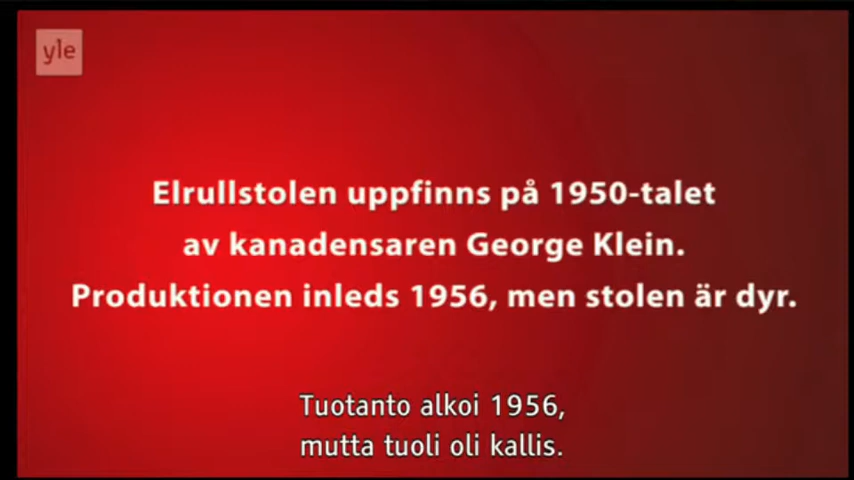 yle
Elrullstolen uppfinns på 1950-talet
av kanadensaren George Klein.
Produktionen inleds 1956, men stolen är dyr.
Tuotanto alkoi 1956,
mutta tuoli oli kallis.